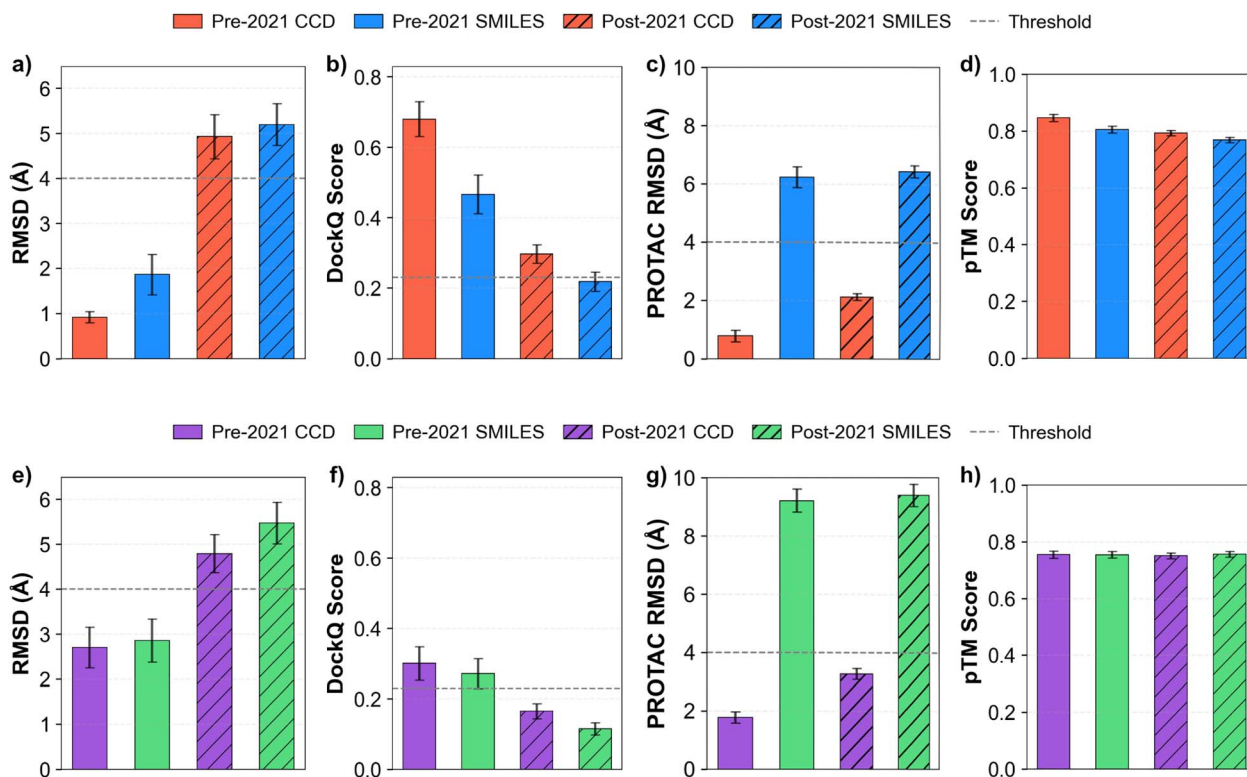 Pre-2021 CCD Pre-2021 SMILES Post-2021 CCD Post-2021 SMILES Threshold
a)
RMSD (Å)
6
5
4
3
2
1
0
b)
DockQ Score
0.8
0.6
0.4
0.2
0.0
c)
PROTAC RMSD (Å)
10
8
6
4
2
0
d)
pTM Score
1.0
0.8
0.6
0.4
0.2
0.0
Pre-2021 CCD Pre-2021 SMILES Post-2021 CCD Post-2021 SMILES Threshold
e)
RMSD (Å)
6
5
4
3
2
1
0
f)
DockQ Score
0.8
0.6
0.4
0.2
0.0
g)
PROTAC RMSD (Å)
10
8
6
4
2
0
h)
pTM Score
1.0
0.8
0.6
0.4
0.2
0.0